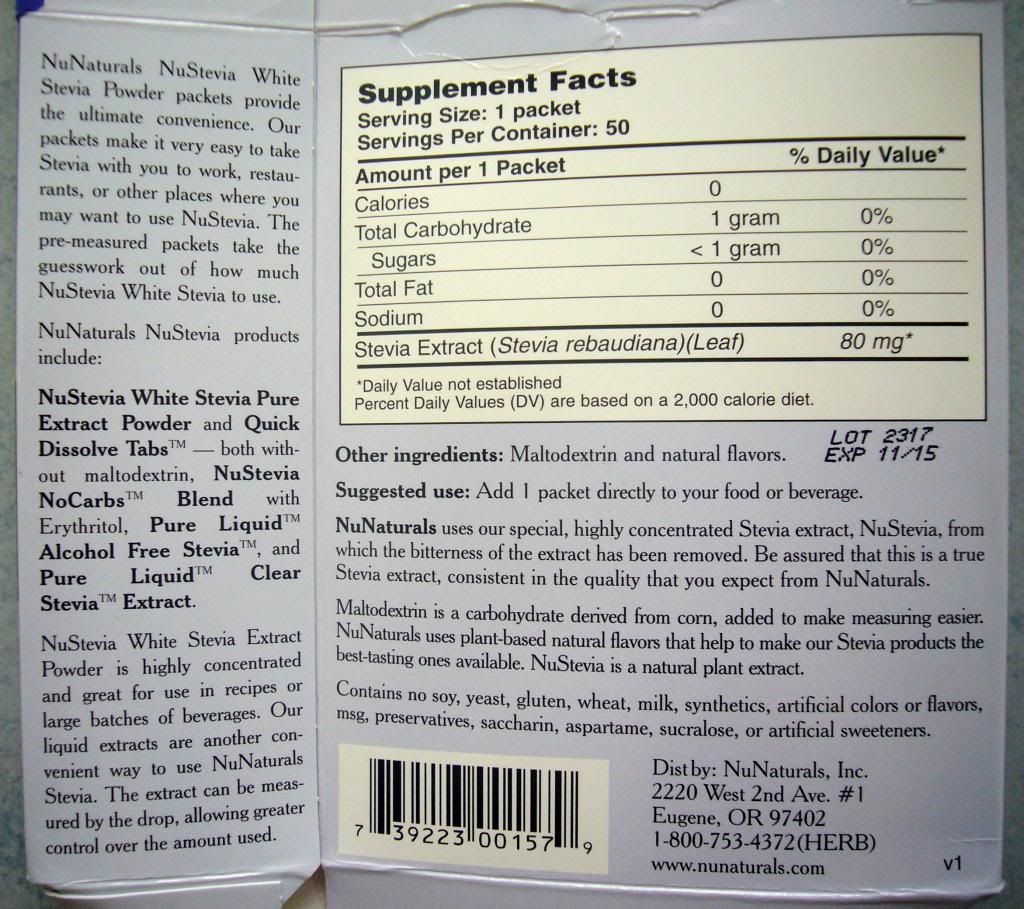 NuNaturals NuStevia White
Stevia Powder packets provide
the ultimate convenience. Our
packets make it very easy to take
Stevia with you to work, restau-
rants, or other places where you
may want to use NuStevia. The
pre-measured packets take the
guesswork out of how much
NuStevia White Stevia to use.
NuNaturals NuStevia products
include:
NuStevia White Stevia Pure
Extract Powder and Quick
Dissolve Tabs™ — both with-
out maltodextrin, NuStevia
NoCarbs™ Blend with
Erythritol, Pure Liquid™
Alcohol Free Stevia™, and
Pure Liquid™ Clear
Stevia™ Extract.
NuStevia White Stevia Extract
Powder is highly concentrated
and great for use in recipes or
large batches of beverages. Our
liquid extracts are another con-
venient way to use NuNaturals
Stevia. The extract can be meas-
ured by the drop, allowing greater
control over the amount used.
Supplement Facts
Serving Size: 1 packet
Servings Per Container: 50
Amount per 1 Packet % Daily Value*
Calories 0
Total Carbohydrate 1 gram 0%
Sugars < 1 gram 0%
Total Fat 0 0%
Sodium 0 0%
Stevia Extract (Stevia rebaudiana)(Leaf) 80 mg*
*Daily Value not established
Percent Daily Values (DV) are based on a 2,000 calorie diet.
LOT 2317
EXP 11/15
Other ingredients: Maltodextrin and natural flavors.
Suggested use: Add 1 packet directly to your food or beverage.
NuNaturals uses our special, highly concentrated Stevia extract, NuStevia, from
which the bitterness of the extract has been removed. Be assured that this is a true
Stevia extract, consistent in the quality that you expect from NuNaturals.
Maltodextrin is a carbohydrate derived from corn, added to make measuring easier.
NuNaturals uses plant-based natural flavors that help to make our Stevia products the
best-tasting ones available. NuStevia is a natural plant extract.
Contains no soy, yeast, gluten, wheat, milk, synthetics, artificial colors or flavors,
msg, preservatives, saccharin, aspartame, sucralose, or artificial sweeteners.
7 39223 00157 9
Dist by: NuNaturals, Inc.
2220 West 2nd Ave. #1
Eugene, OR 97402
1-800-753-4372(HERB)
www.nunaturals.com
v1